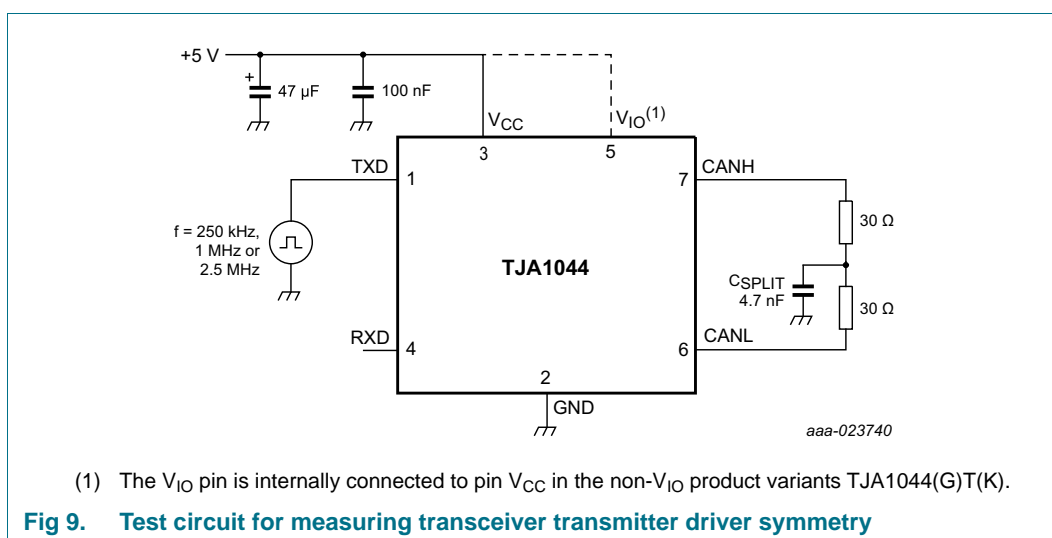 +5 V
+
47 µF
100 nF
VCC
VIO(1)
3
5
TXD
1
7
CANH
30 Ω
f = 250 kHz,
1 MHz or
2.5 MHz
TJA1044
CSPLIT
4.7 nF
30 Ω
RXD
4
6
CANL
2
GND
aaa-023740
(1) The VIO pin is internally connected to pin VCC in the non-VIO product variants TJA1044(G)T(K).
Fig 9. Test circuit for measuring transceiver transmitter driver symmetry